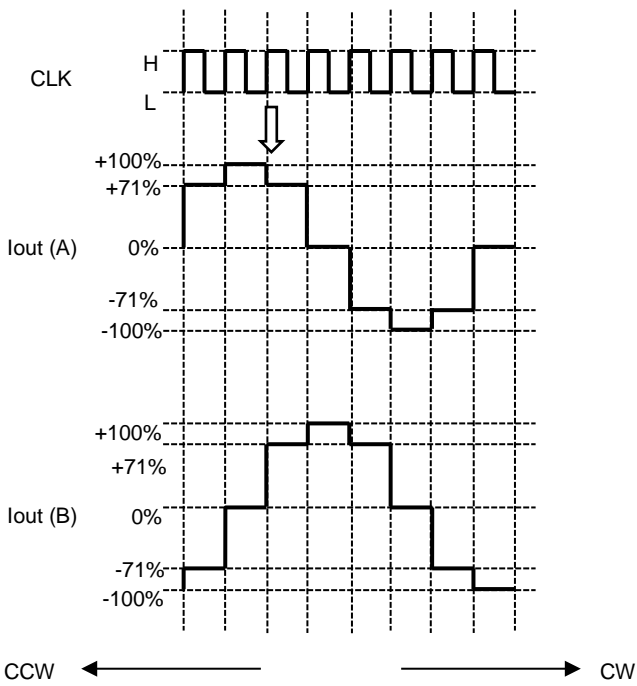 CLK
H
L
+100%
+71%
Iout (A)
0%
-71%
-100%
+100%
+71%
Iout (B)
0%
-71%
-100%
CCW
CW